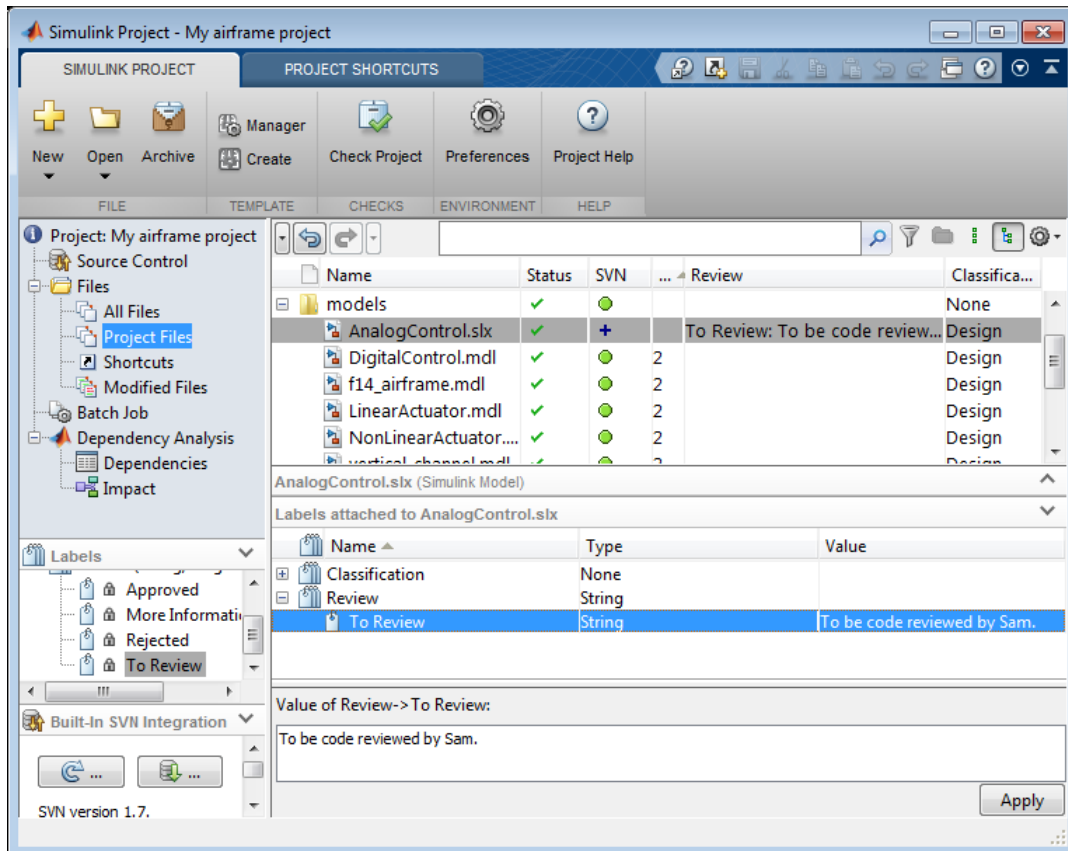 Simulink Project - My airframe project
SIMULINK PROJECT
PROJECT SHORTCUTS
New
Open
Archive
Manager
Create
Check Project
Preferences
Project Help
FILE
TEMPLATE
CHECKS
ENVIRONMENT
HELP
Project: My airframe project
Source Control
Files
All Files
Project Files
Shortcuts
Modified Files
Batch Job
Dependency Analysis
Dependencies
Impact
Labels
Approved
More Informati
Rejected
To Review
Built-In SVN Integration
...
...
SVN version 1.7.
Name Status SVN ... Review Classifica...
models None
AnalogControl.slx To Review: To be code review... Design
DigitalControl.mdl 2 Design
f14_airframe.mdl 2 Design
LinearActuator.mdl 2 Design
NonLinearActuator.... 2 Design
vertical_channel.mdl 2 Design
AnalogControl.slx (Simulink Model)
Labels attached to AnalogControl.slx
Name Type Value
Classification None
Review String
To Review String To be code reviewed by Sam.
Value of Review->To Review:
To be code reviewed by Sam.
Apply